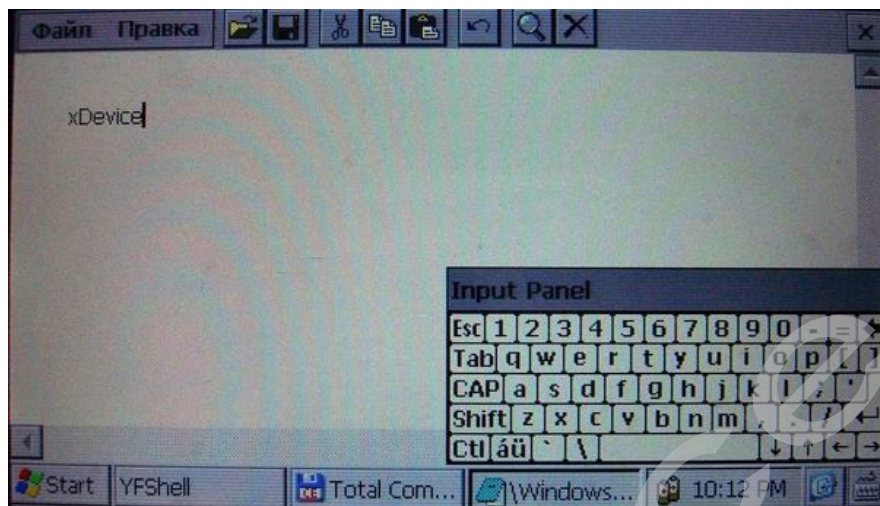 Файл Правка
xDevice
Input Panel
Esc 1 2 3 4 5 6 7 8 9 0 - =
Tab q w e r t y u i o p [ ]
CAP a s d f g h j k l ; '
Shift z x c v b n m , . /
Ctl áü ` \ ↓ ↑ ← →
Start YFShell CE Total Com... \Windows... 10:12 PM